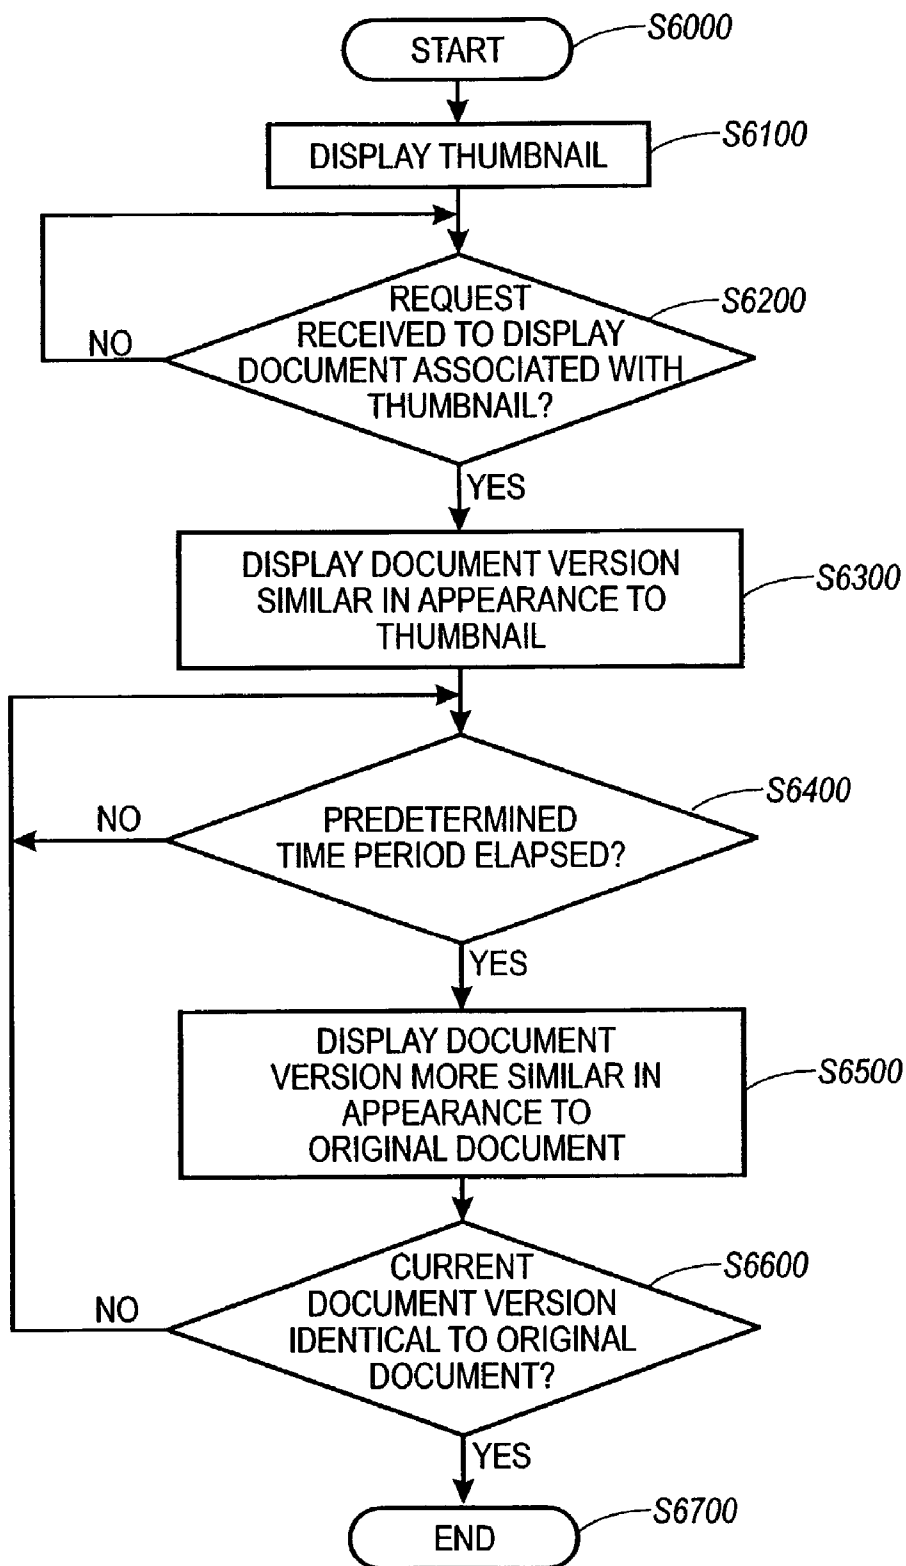 START
S6000
DISPLAY THUMBNAIL
S6100
REQUEST
RECEIVED TO DISPLAY
DOCUMENT ASSOCIATED WITH
THUMBNAIL?
S6200
NO
YES
DISPLAY DOCUMENT VERSION
SIMILAR IN APPEARANCE TO
THUMBNAIL
S6300
PREDETERMINED
TIME PERIOD ELAPSED?
S6400
NO
YES
DISPLAY DOCUMENT
VERSION MORE SIMILAR IN
APPEARANCE TO
ORIGINAL DOCUMENT
S6500
CURRENT
DOCUMENT VERSION
IDENTICAL TO ORIGINAL
DOCUMENT?
S6600
NO
YES
END
S6700